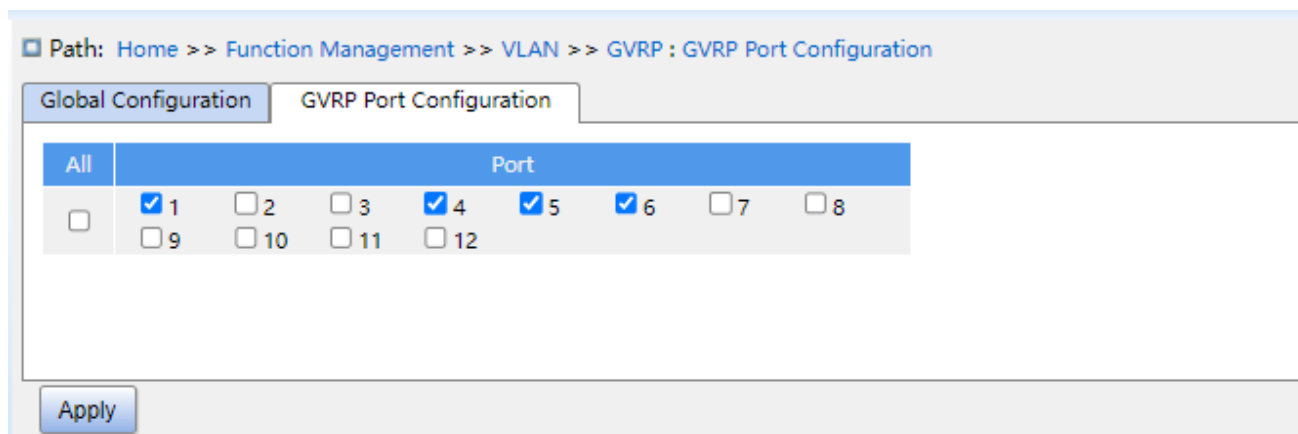 Path: Home >> Function Management >> VLAN >> GVRP : GVRP Port Configuration
Global Configuration GVRP Port Configuration
All Port
1 2 3 4 5 6 7 8
9 10 11 12
Apply